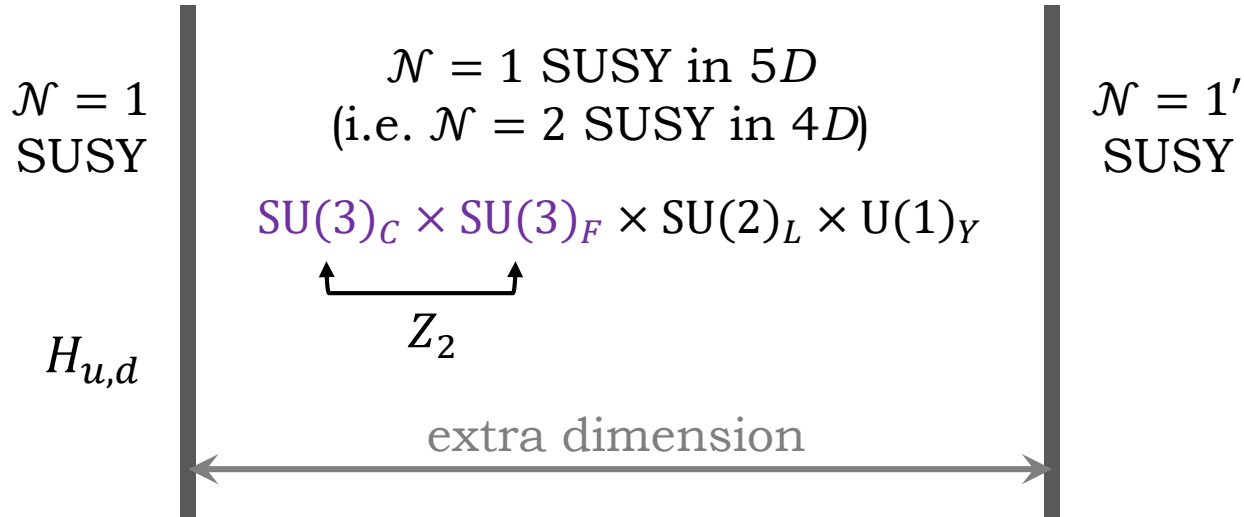 𝒩 = 1
SUSY
𝒩 = 1 SUSY in 5D
(i.e. 𝒩 = 2 SUSY in 4D)
SU(3)_C × SU(3)_F × SU(2)_L × U(1)_Y
Z_2
H_{u,d}
extra dimension
𝒩 = 1′
SUSY